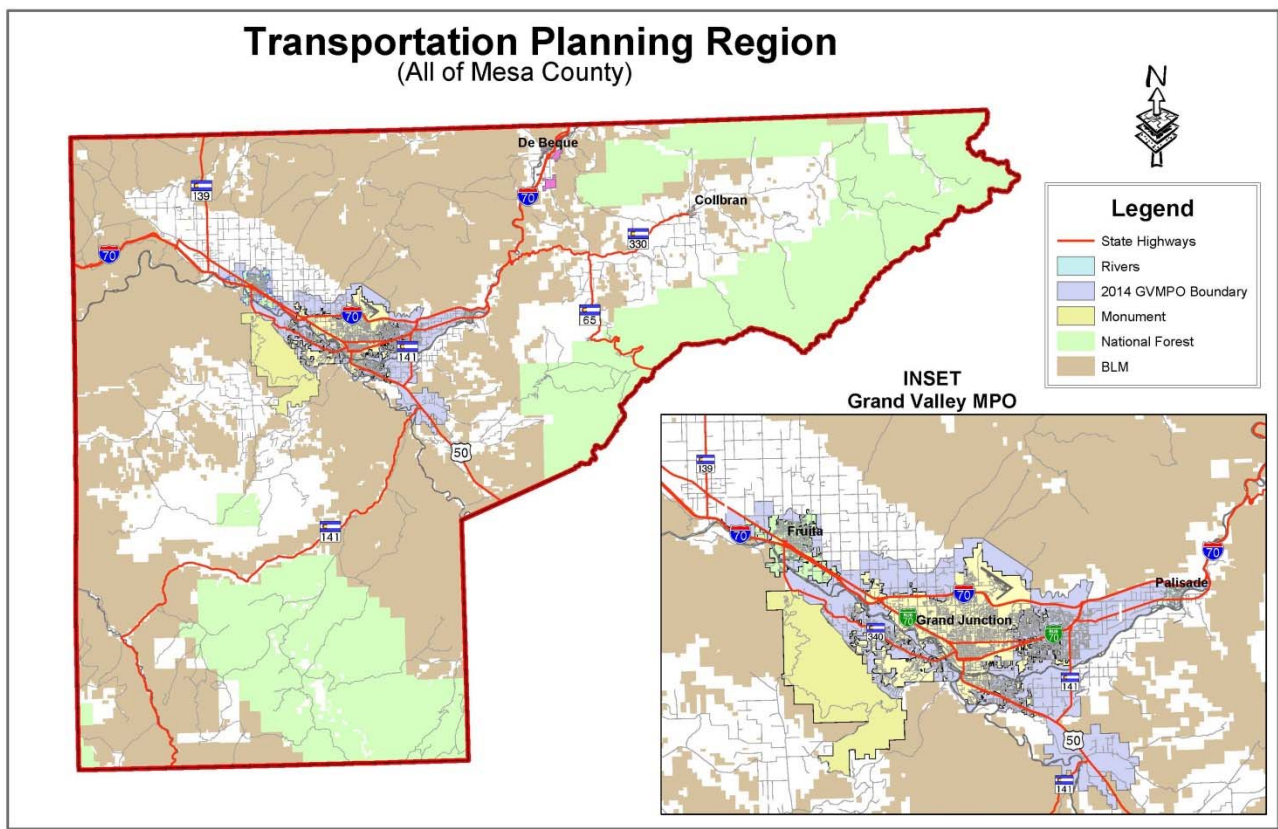 Transportation Planning Region
(All of Mesa County)
N
De Beque
139
70
Collbran
330
70
Legend
State Highways
Rivers
2014 GVMPO Boundary
Monument
National Forest
BLM
70
65
141
INSET
Grand Valley MPO
50
141
139
70
Fruita
70
Palisade
70
70
Grand Junction
340
70
141
50
141